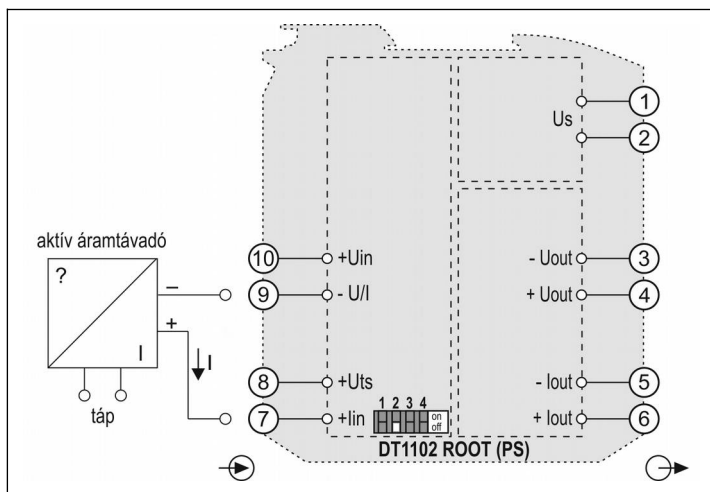 1
Us
2
aktív áramtávadó
10 +Uin - Uout 3
? –
9 - U/I + Uout 4
+
I I
8 +Uts - Iout 5
táp
1 2 3 4
7 +Iin on + Iout 6
off
DT1102 ROOT (PS)